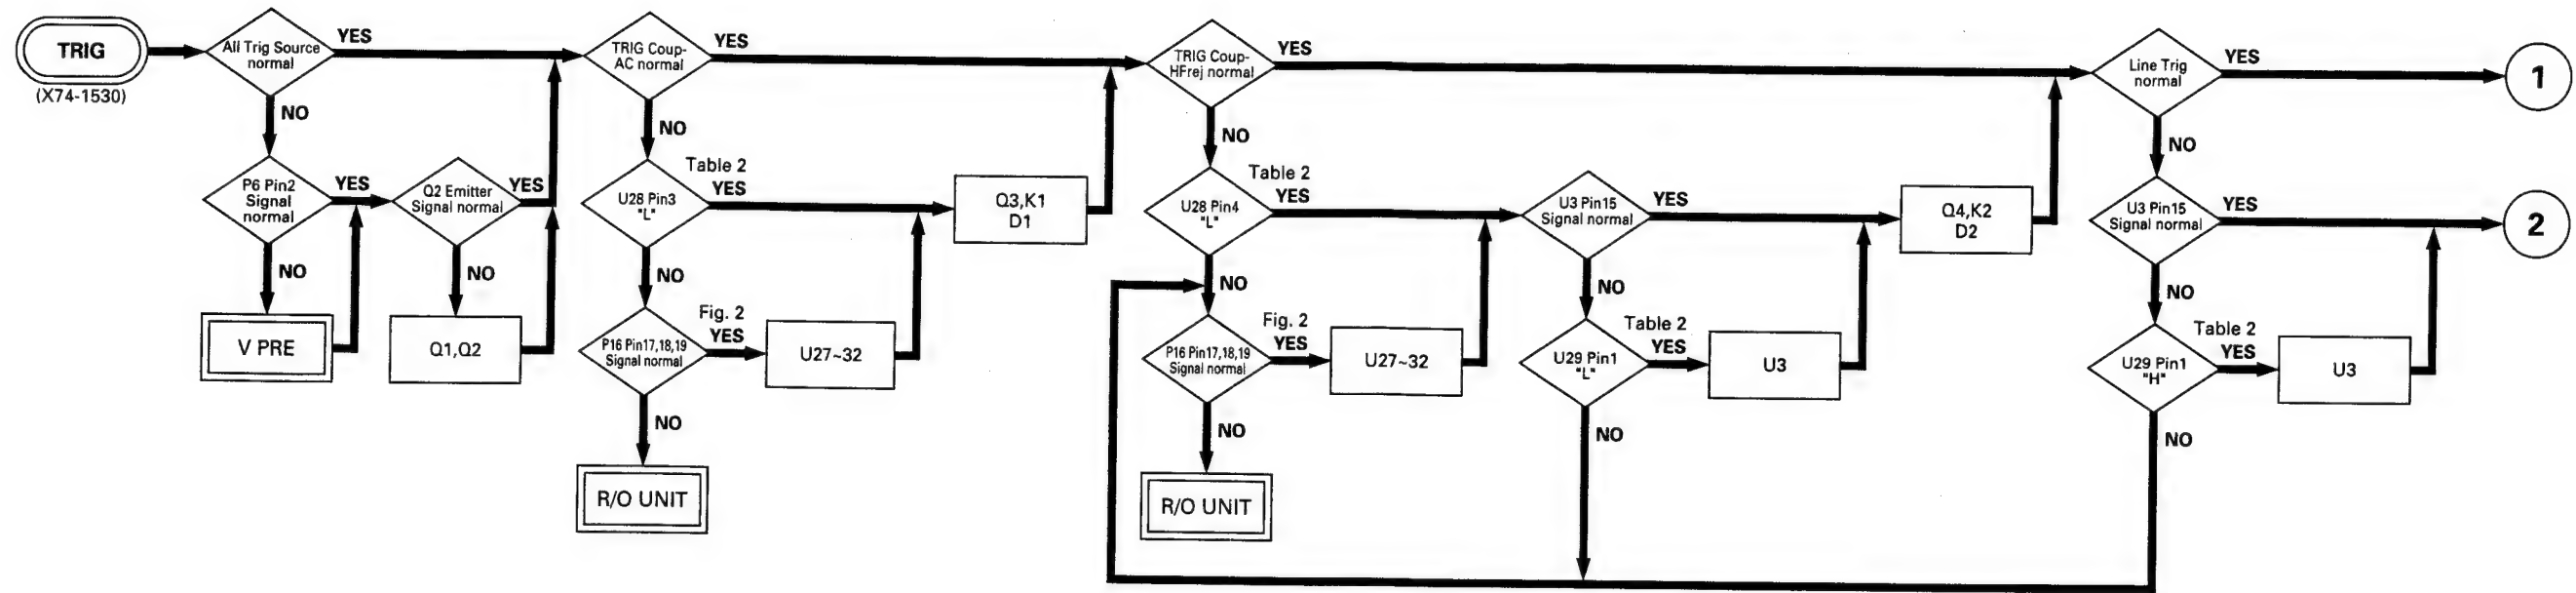 TRIG
(X74-1530)
All Trig Source
normal
YES
NO
P6 Pin2
Signal
normal
YES
NO
V PRE
Q2 Emitter
Signal normal
YES
NO
Q1,Q2
TRIG Coup-
AC normal
YES
NO
Table 2
U28 Pin3
"L"
YES
NO
Fig. 2
P16 Pin17,18,19
Signal normal
YES
NO
U27~32
R/O UNIT
Q3,K1
D1
TRIG Coup-
HFrej normal
YES
NO
Table 2
U28 Pin4
"L"
YES
NO
Fig. 2
P16 Pin17,18,19
Signal normal
YES
NO
U27~32
R/O UNIT
U3 Pin15
Signal normal
YES
NO
Table 2
U29 Pin1
"L"
YES
NO
U3
Q4,K2
D2
Line Trig
normal
YES
NO
1
U3 Pin15
Signal normal
YES
NO
2
Table 2
U29 Pin1
"H"
YES
NO
U3